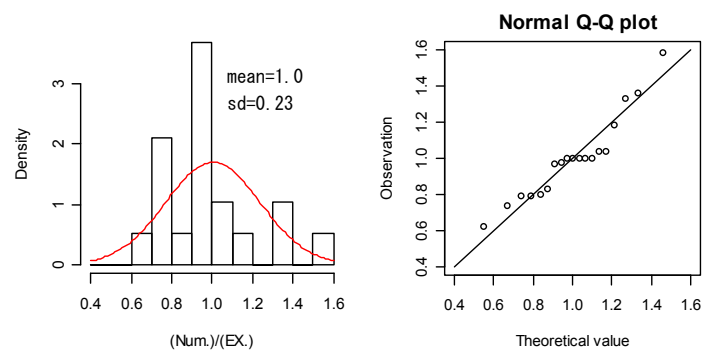 mean=1.0
sd=0.23
Density
0 1 2 3
0.4 0.6 0.8 1.0 1.2 1.4 1.6
(Num.)/(EX.)
Normal Q-Q plot
Observation
0.4 0.6 0.8 1.0 1.2 1.4 1.6
0.4 0.6 0.8 1.0 1.2 1.4 1.6
Theoretical value